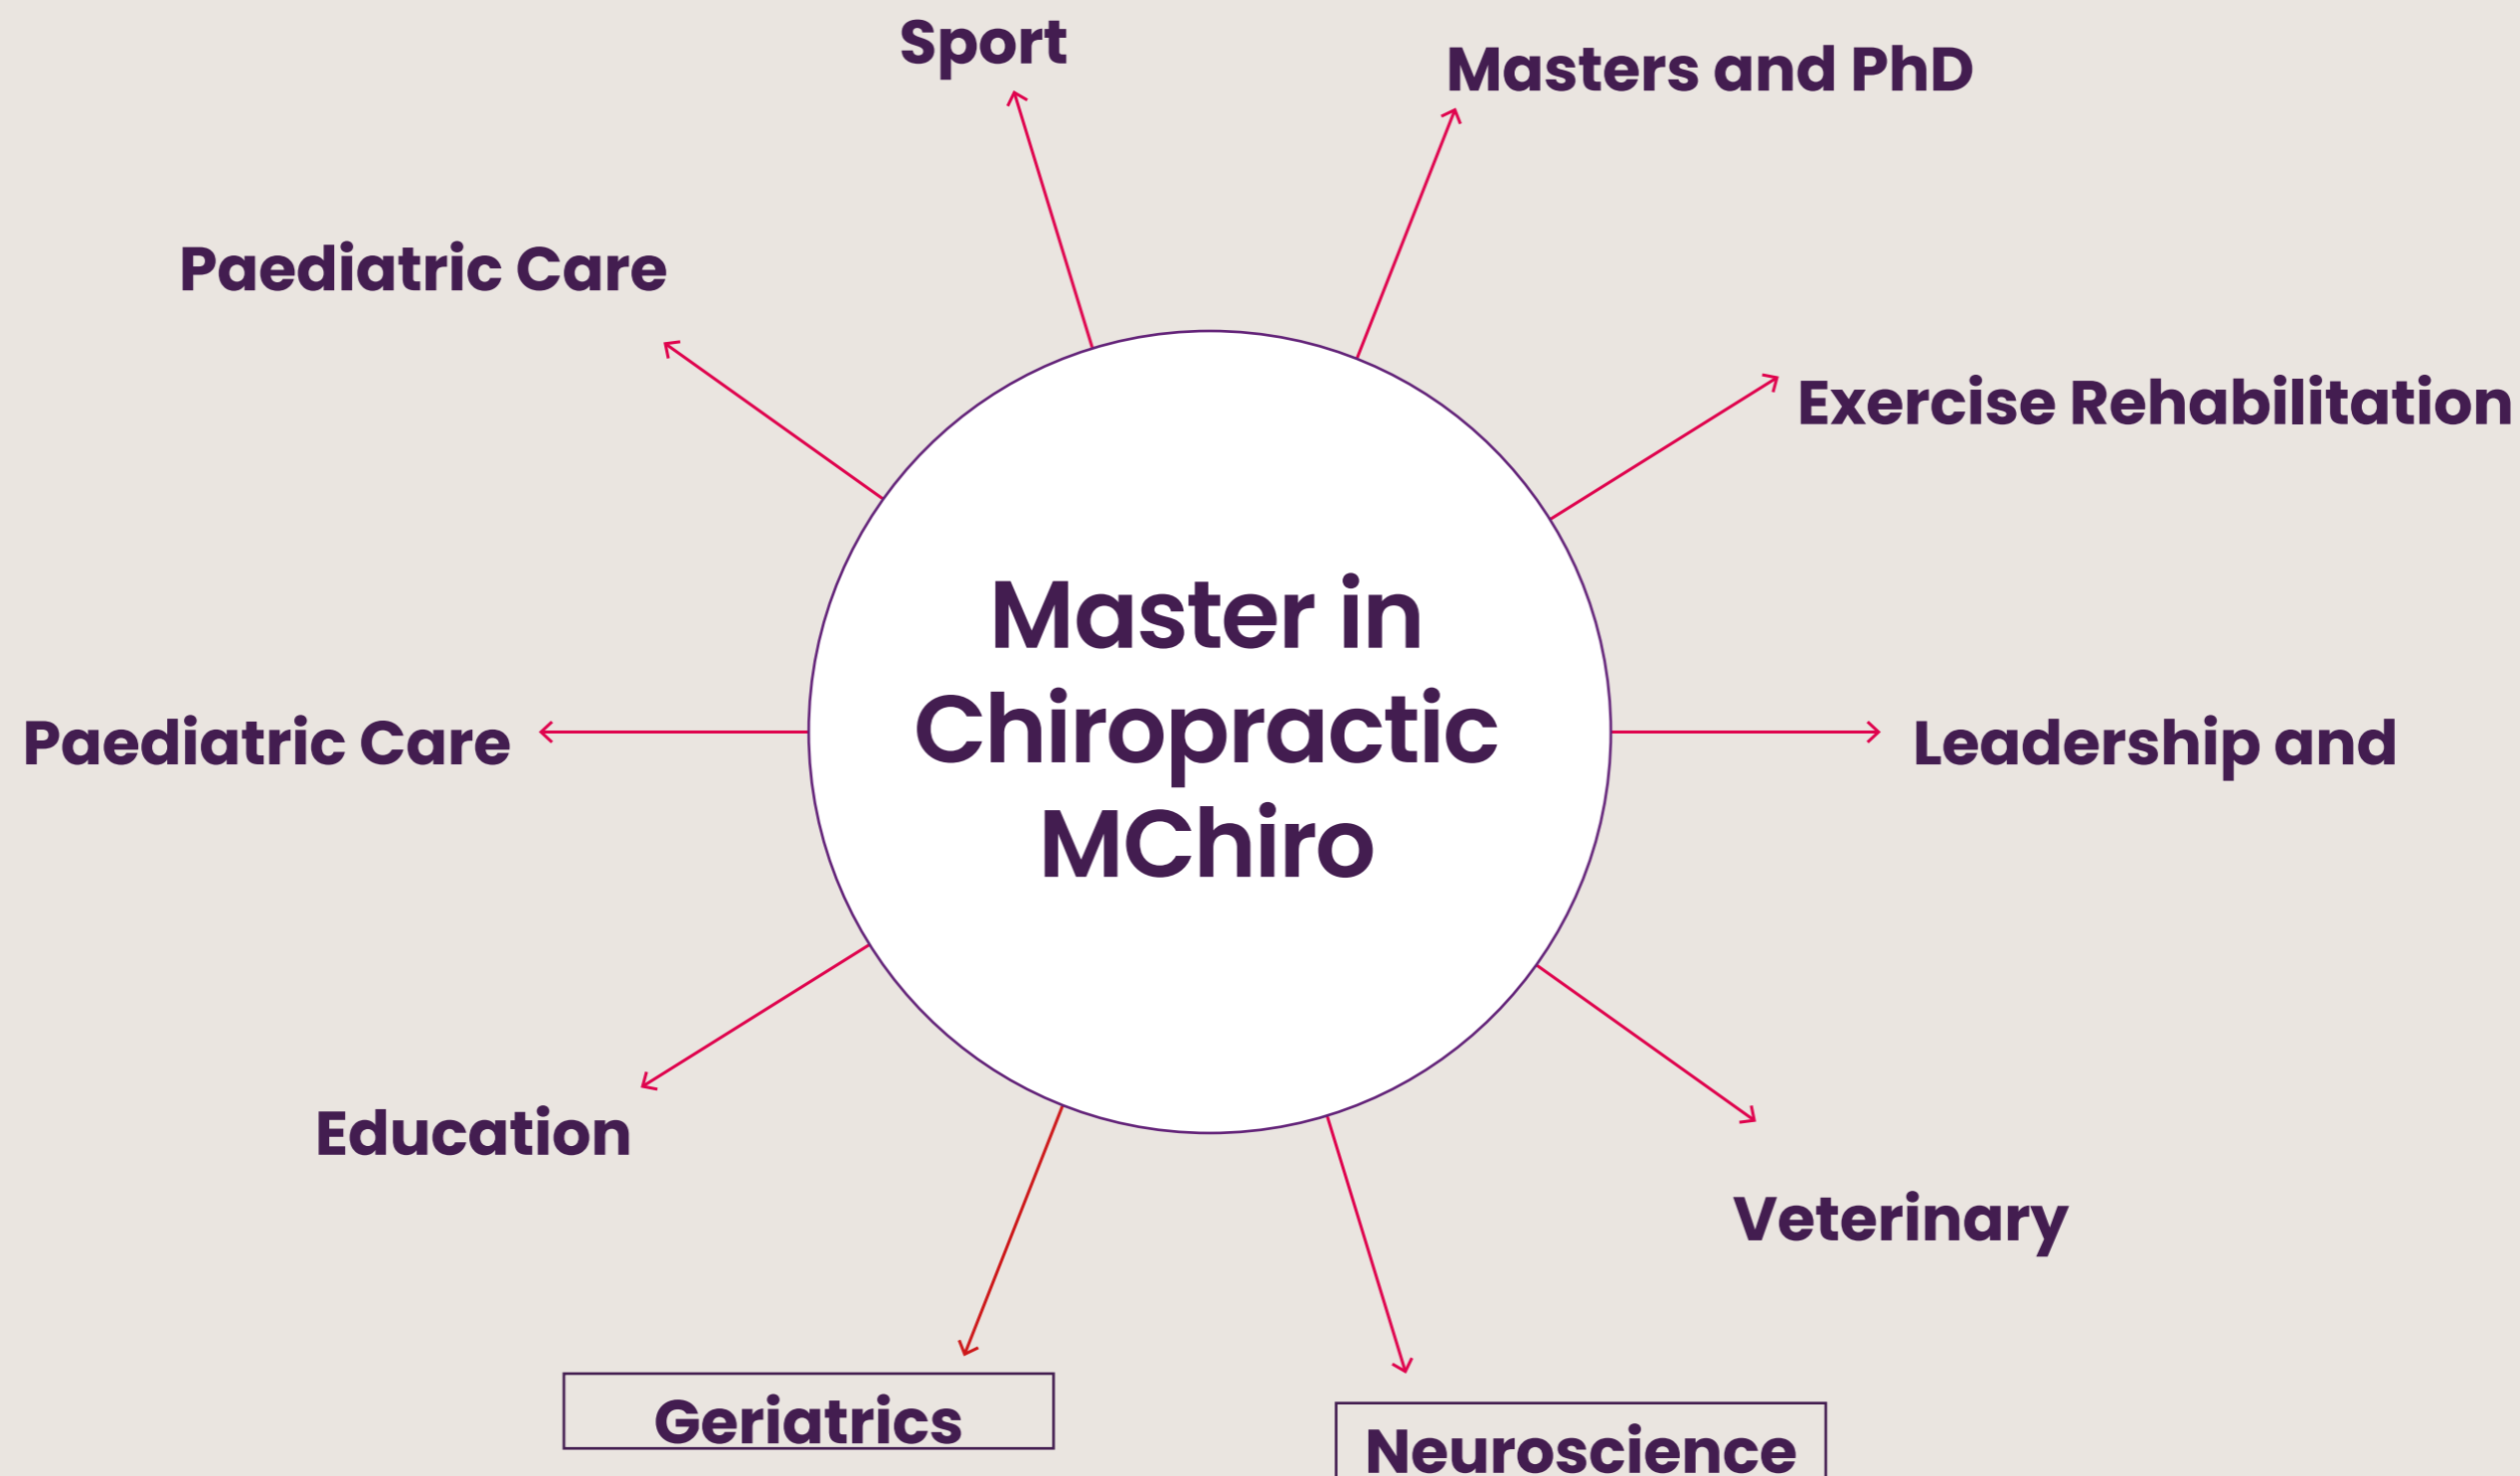 Sport
Masters and PhD
Paediatric Care
Exercise Rehabilitation
Master in
Chiropractic
MChiro
Paediatric Care
Leadership and
Education
Veterinary
Geriatrics
Neuroscience